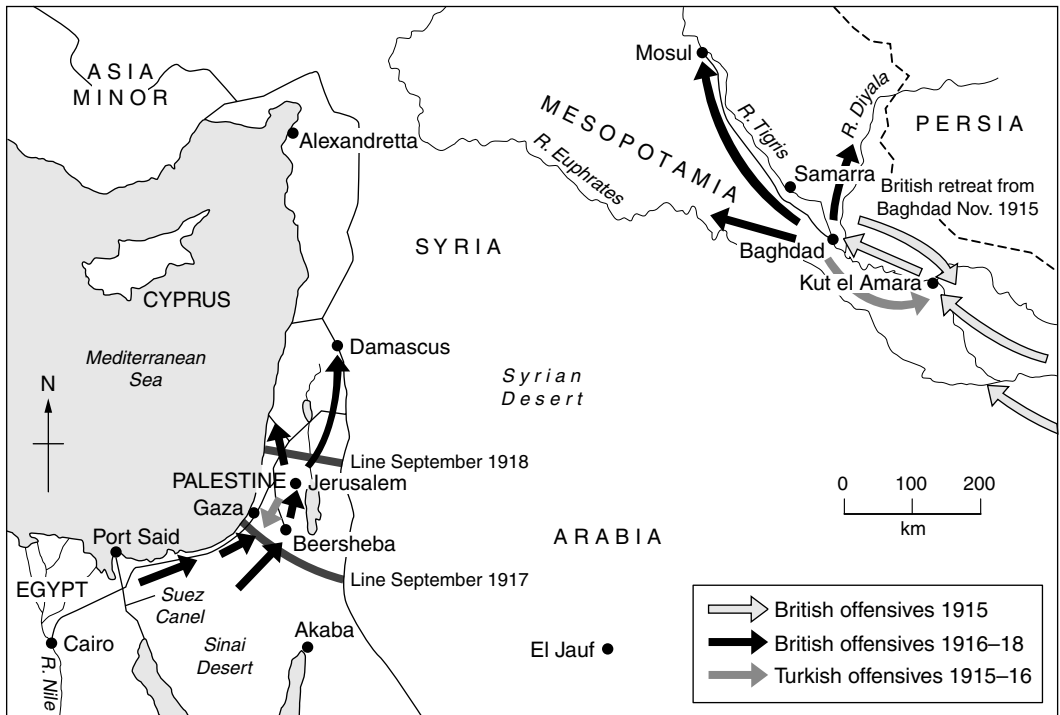 ASIA
MINOR
Alexandretta
CYPRUS
Mediterranean
Sea
N
SYRIA
Damascus
Syrian
Desert
Mosul
MESOPOTAMIA
R. Tigris
R. Euphrates
R. Diyala
PERSIA
Samarra
British retreat from
Baghdad Nov. 1915
Baghdad
Kut el Amara
Line September 1918
PALESTINE
Jerusalem
Gaza
Beersheba
Line September 1917
Port Said
EGYPT
Suez
Canel
Cairo
R. Nile
Sinai
Desert
Akaba
ARABIA
El Jauf
0 100 200
km
British offensives 1915
British offensives 1916–18
Turkish offensives 1915–16